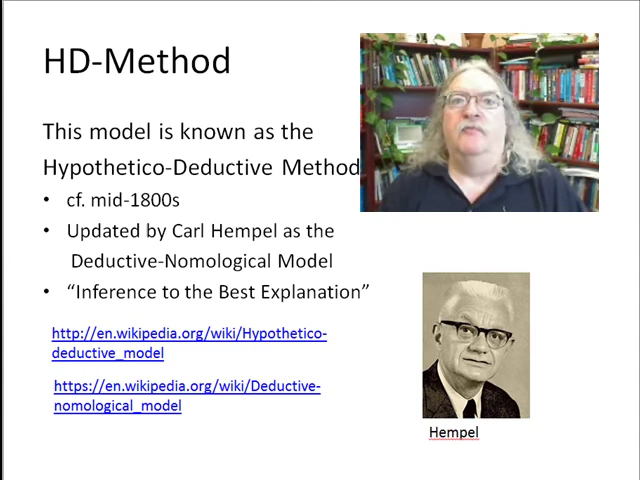 HD-Method
This model is known as the
Hypothetico-Deductive Method
• cf. mid-1800s
• Updated by Carl Hempel as the
Deductive-Nomological Model
• “Inference to the Best Explanation”
http://en.wikipedia.org/wiki/Hypothetico-
deductive_model
https://en.wikipedia.org/wiki/Deductive-
nomological_model
Hempel